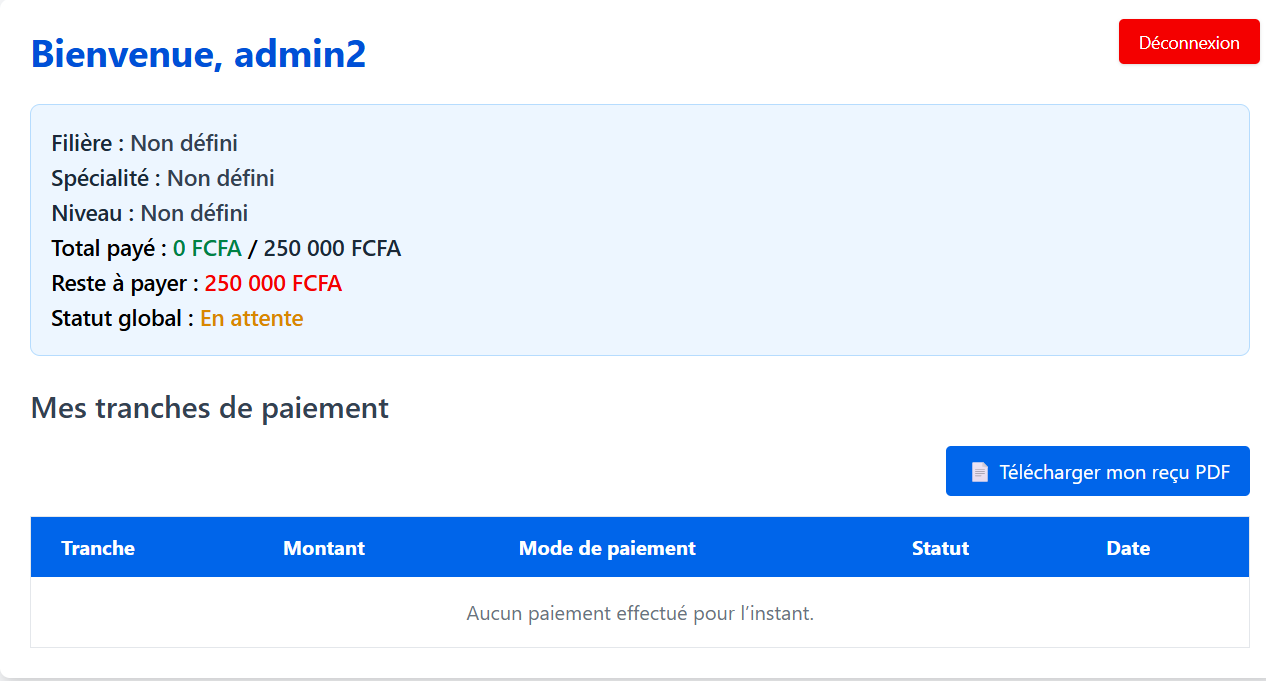 Bienvenue, admin2
Déconnexion
Filière : Non défini
Spécialité : Non défini
Niveau : Non défini
Total payé : 0 FCFA / 250 000 FCFA
Reste à payer : 250 000 FCFA
Statut global : En attente
Mes tranches de paiement
Télécharger mon reçu PDF
Tranche Montant Mode de paiement Statut Date
Aucun paiement effectué pour l’instant.